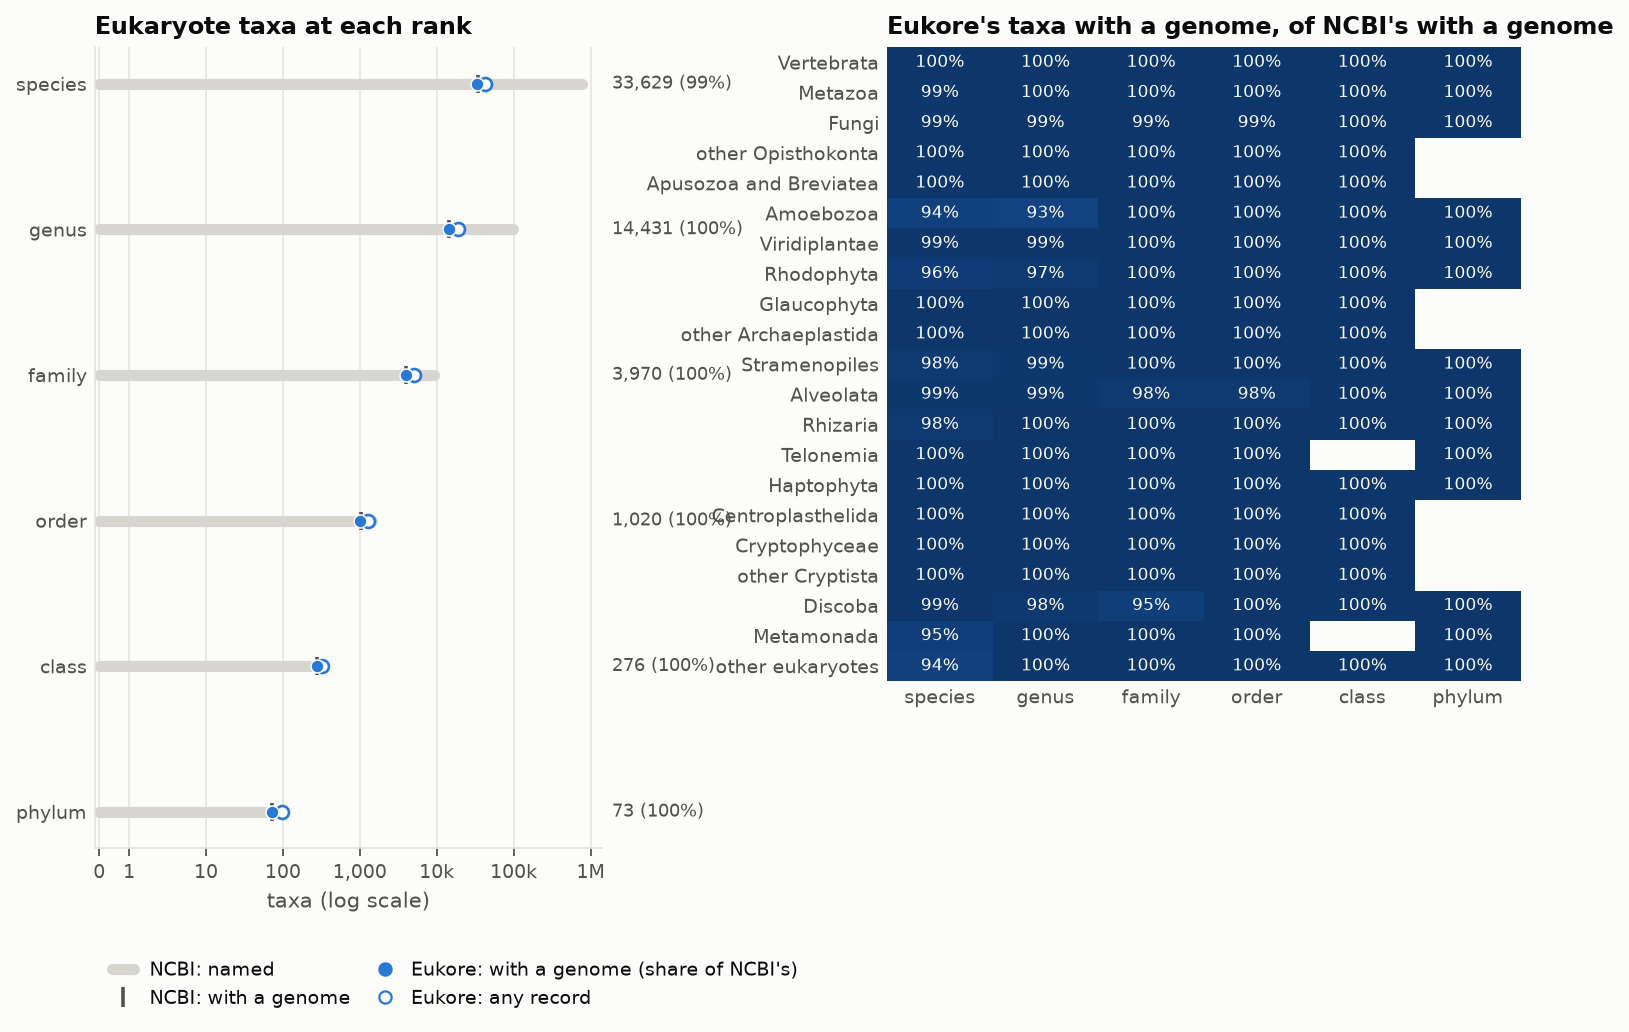 Eukaryote taxa at each rank
species
33,629 (99%)
genus
14,431 (100%)
family
3,970 (100%)
order
1,020 (100%)
class
276 (100%)
phylum
73 (100%)
0 1 10 100 1,000 10k 100k 1M
taxa (log scale)
NCBI: named
NCBI: with a genome
Eukore: with a genome (share of NCBI's)
Eukore: any record
Eukore's taxa with a genome, of NCBI's with a genome
Vertebrata 100% 100% 100% 100% 100% 100%
Metazoa 99% 100% 100% 100% 100% 100%
Fungi 99% 99% 99% 99% 100% 100%
other Opisthokonta 100% 100% 100% 100% 100%
Apusozoa and Breviatea 100% 100% 100% 100% 100%
Amoebozoa 94% 93% 100% 100% 100% 100%
Viridiplantae 99% 99% 100% 100% 100% 100%
Rhodophyta 96% 97% 100% 100% 100% 100%
Glaucophyta 100% 100% 100% 100% 100%
other Archaeplastida 100% 100% 100% 100% 100%
Stramenopiles 98% 99% 100% 100% 100% 100%
Alveolata 99% 99% 98% 98% 100% 100%
Rhizaria 98% 100% 100% 100% 100% 100%
Telonemia 100% 100% 100% 100% 100%
Haptophyta 100% 100% 100% 100% 100% 100%
Centroplasthelida 100% 100% 100% 100% 100%
Cryptophyceae 100% 100% 100% 100% 100%
other Cryptista 100% 100% 100% 100% 100%
Discoba 99% 98% 95% 100% 100% 100%
Metamonada 95% 100% 100% 100% 100%
other eukaryotes 94% 100% 100% 100% 100% 100%
species genus family order class phylum